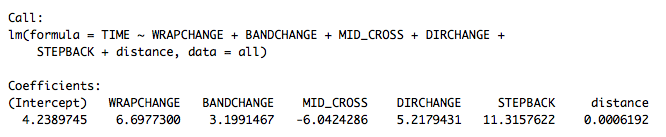 Call:
lm(formula = TIME ~ WRAPCHANGE + BANDCHANGE + MID_CROSS + DIRCHANGE +
    STEPBACK + distance, data = all)

Coefficients:
(Intercept)   WRAPCHANGE   BANDCHANGE    MID_CROSS    DIRCHANGE     STEPBACK     distance
  4.2389745    6.6977300    3.1991467   -6.0424286    5.2179431   11.3157622    0.0006192